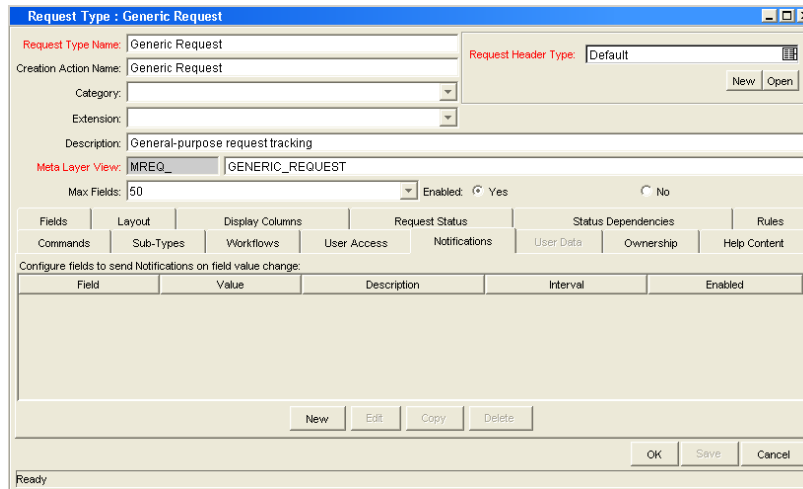 Request Type : Generic Request
Request Type Name: Generic Request
Request Header Type: Default
Creation Action Name: Generic Request
New Open
Category:
Extension:
Description: General-purpose request tracking
Meta Layer View: MREQ_ GENERIC_REQUEST
Max Fields: 50 Enabled: Yes No
Fields Layout Display Columns Request Status Status Dependencies Rules
Commands Sub-Types Workflows User Access Notifications User Data Ownership Help Content
Configure fields to send Notifications on field value change:
Field Value Description Interval Enabled
New Edit Copy Delete
OK Save Cancel
Ready